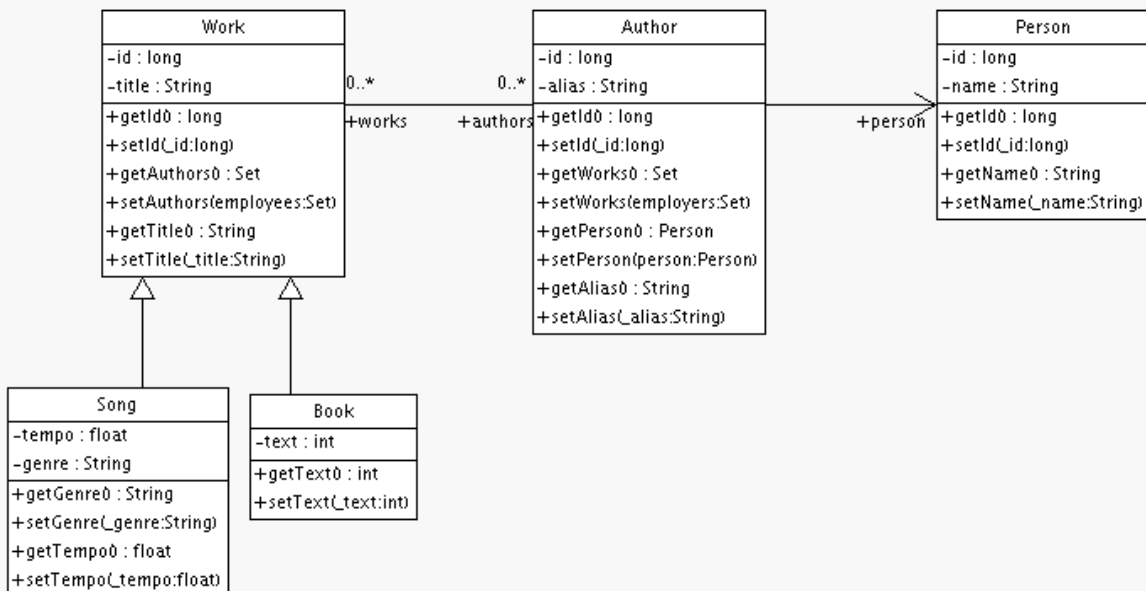 Work
-id : long
-title : String
+getId() : long
+setId(_id:long)
+getAuthors() : Set
+setAuthors(employees:Set)
+getTitle() : String
+setTitle(_title:String)
0..*
+works
0..*
+authors
Author
-id : long
-alias : String
+getId() : long
+setId(_id:long)
+getWorks() : Set
+setWorks(employers:Set)
+getPerson() : Person
+setPerson(person:Person)
+getAlias() : String
+setAlias(_alias:String)
+person
Person
-id : long
-name : String
+getId() : long
+setId(_id:long)
+getName() : String
+setName(_name:String)
Song
-tempo : float
-genre : String
+getGenre() : String
+setGenre(_genre:String)
+getTempo() : float
+setTempo(_tempo:float)
Book
-text : int
+getText() : int
+setText(_text:int)